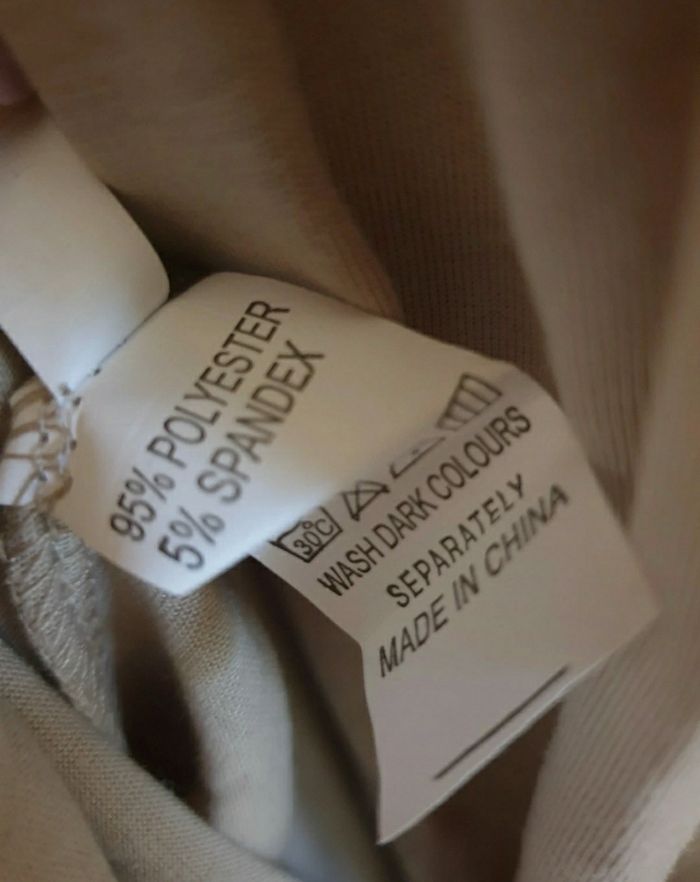 95% POLYESTER
5% SPANDEX
30°C
WASH DARK COLOURS
SEPARATELY
MADE IN CHINA